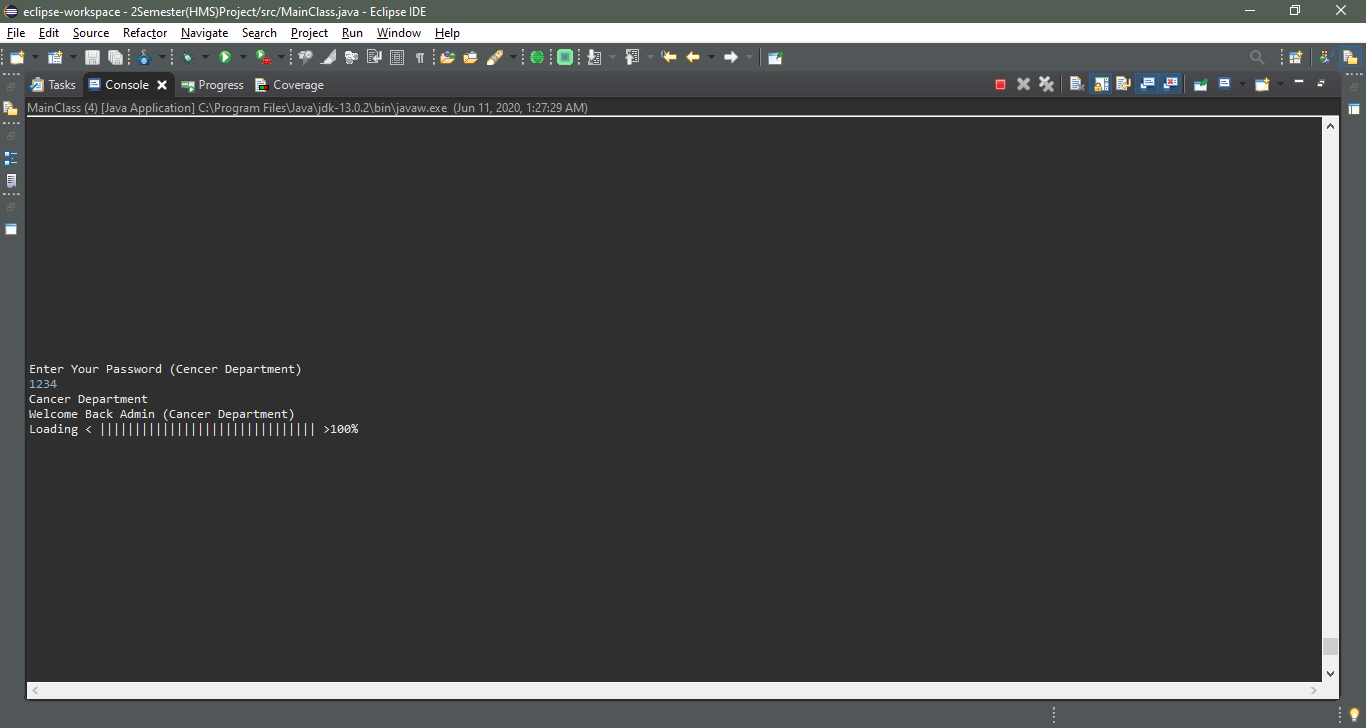 eclipse-workspace - 2Semester(HMS)Project/src/MainClass.java - Eclipse IDE
File Edit Source Refactor Navigate Search Project Run Window Help
Tasks Console Progress Coverage
MainClass (4) [Java Application] C:\Program Files\Java\jdk-13.0.2\bin\javaw.exe (Jun 11, 2020, 1:27:29 AM)
Enter Your Password (Cencer Department)
1234
Cancer Department
Welcome Back Admin (Cancer Department)
Loading < ||||||||||||||||||||||||||||||| >100%